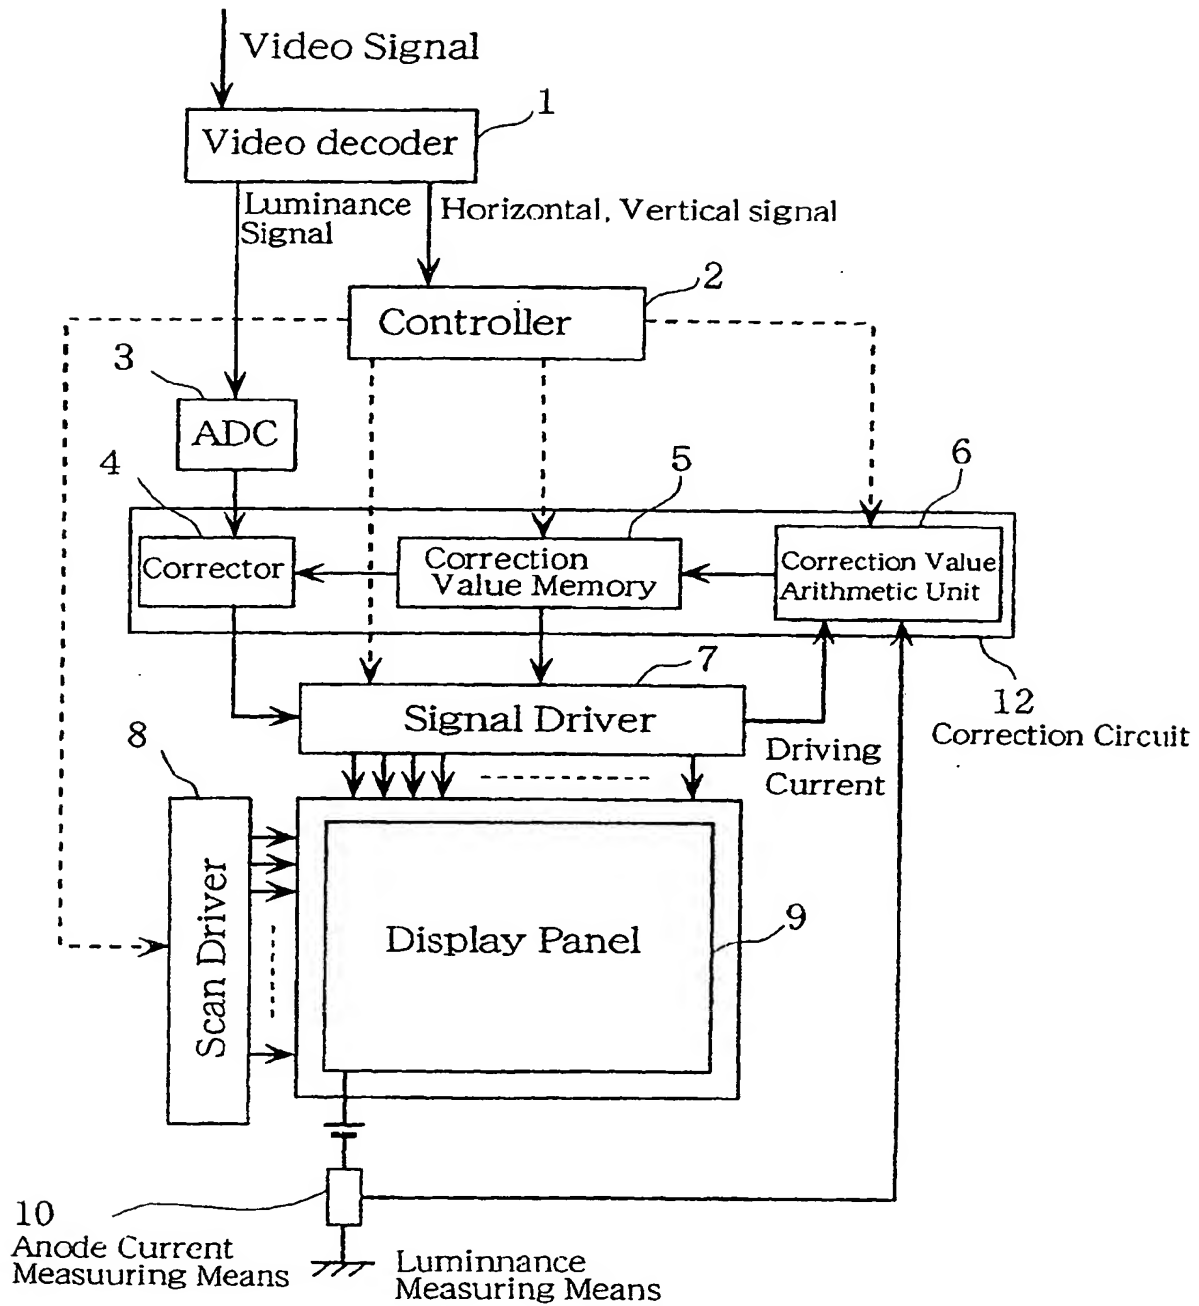 Video Signal
1
Video decoder
Luminance
Signal
Horizontal, Vertical signal
2
Controller
3
ADC
4
5
6
Corrector
Correction
Value Memory
Correction Value
Arithmetic Unit
7
Signal Driver
12
Correction Circuit
Driving
Current
8
Scan Driver
Display Panel
9
10
Anode Current
Measuuring Means
Luminnance
Measuring Means